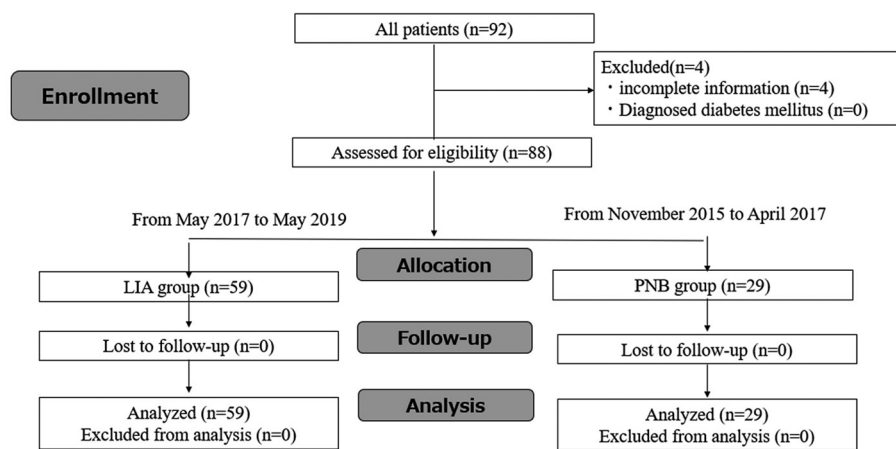 All patients (n=92)
Enrollment
Excluded(n=4)
・incomplete information (n=4)
・Diagnosed diabetes mellitus (n=0)
Assessed for eligibility (n=88)
From May 2017 to May 2019
From November 2015 to April 2017
Allocation
LIA group (n=59)
PNB group (n=29)
Follow-up
Lost to follow-up (n=0)
Lost to follow-up (n=0)
Analysis
Analyzed (n=59)
Excluded from analysis (n=0)
Analyzed (n=29)
Excluded from analysis (n=0)